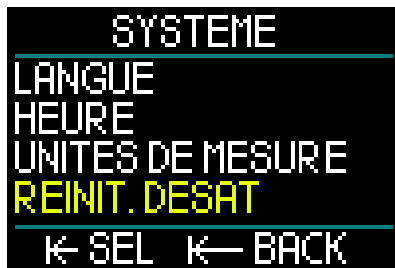 SYSTEME
LANGUE
HEURE
UNITES DE MESURE
REINIT. DESAT
SEL BACK